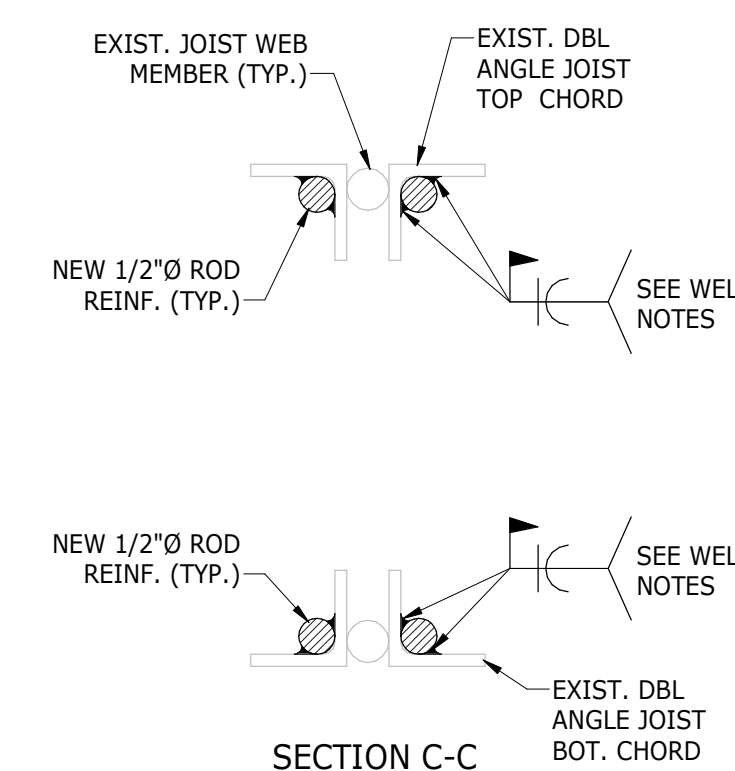 EXIST. JOIST WEB
MEMBER (TYP.)
EXIST. DBL
ANGLE JOIST
TOP CHORD
NEW 1/2"Ø ROD
REINF. (TYP.)
SEE WEL
NOTES
NEW 1/2"Ø ROD
REINF. (TYP.)
SEE WEL
NOTES
EXIST. DBL
ANGLE JOIST
BOT. CHORD
SECTION C-C